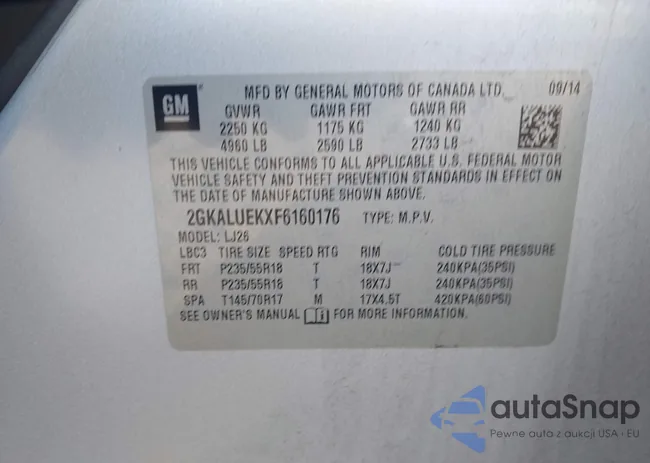 GM
MFD BY GENERAL MOTORS OF CANADA LTD. 09/14
GVWR GAWR FRT GAWR RR
2250 KG 1175 KG 1240 KG
4960 LB 2590 LB 2733 LB
THIS VEHICLE CONFORMS TO ALL APPLICABLE U.S. FEDERAL MOTOR
VEHICLE SAFETY AND THEFT PREVENTION STANDARDS IN EFFECT ON
THE DATE OF MANUFACTURE SHOWN ABOVE.
2GKALUEKXF6160176 TYPE: M.P.V.
MODEL: LJ26
LBC3 TIRE SIZE SPEED RTG RIM COLD TIRE PRESSURE
FRT P235/55R18 T 18X7J 240KPA(35PSI)
RR P235/55R18 T 18X7J 240KPA(35PSI)
SPA T145/70R17 M 17X4.5T 420KPA(60PSI)
SEE OWNER'S MANUAL FOR MORE INFORMATION.
autaSnap
Pewne auto z aukcji USA i EU